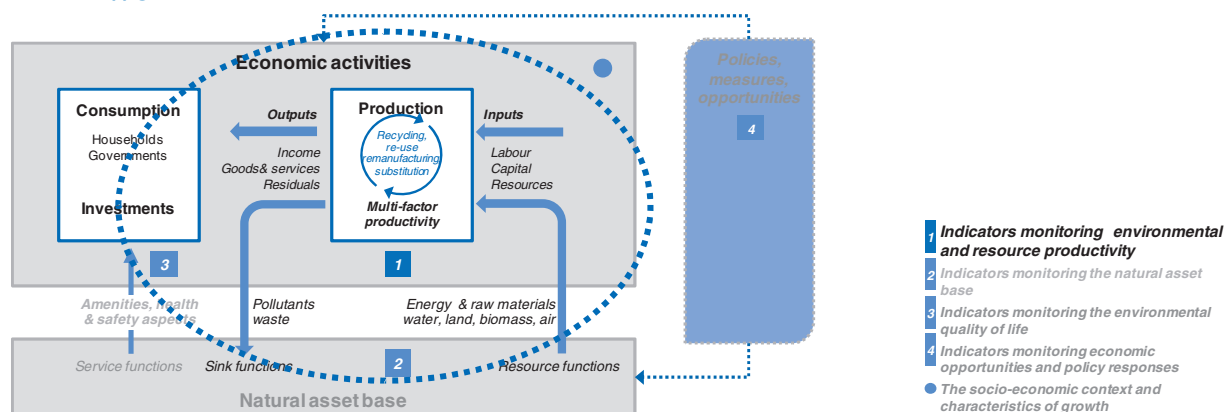 Economic activities
Policies,
measures,
opportunities
4
Consumption
Households
Governments
Investments
Outputs
Income
Goods& services
Residuals
Production
Recycling,
re-use
remanufacturing
substitution
Multi-factor
productivity
Inputs
Labour
Capital
Resources
3
1
Amenities, health
& safety aspects
Pollutants
waste
Energy & raw materials
water, land, biomass, air
Service functions
Sink functions
2
Resource functions
Natural asset base
1 Indicators monitoring environmental
and resource productivity
2 Indicators monitoring the natural asset
base
3 Indicators monitoring the environmental
quality of life
4 Indicators monitoring economic
opportunities and policy responses
The socio-economic context and
characteristics of growth